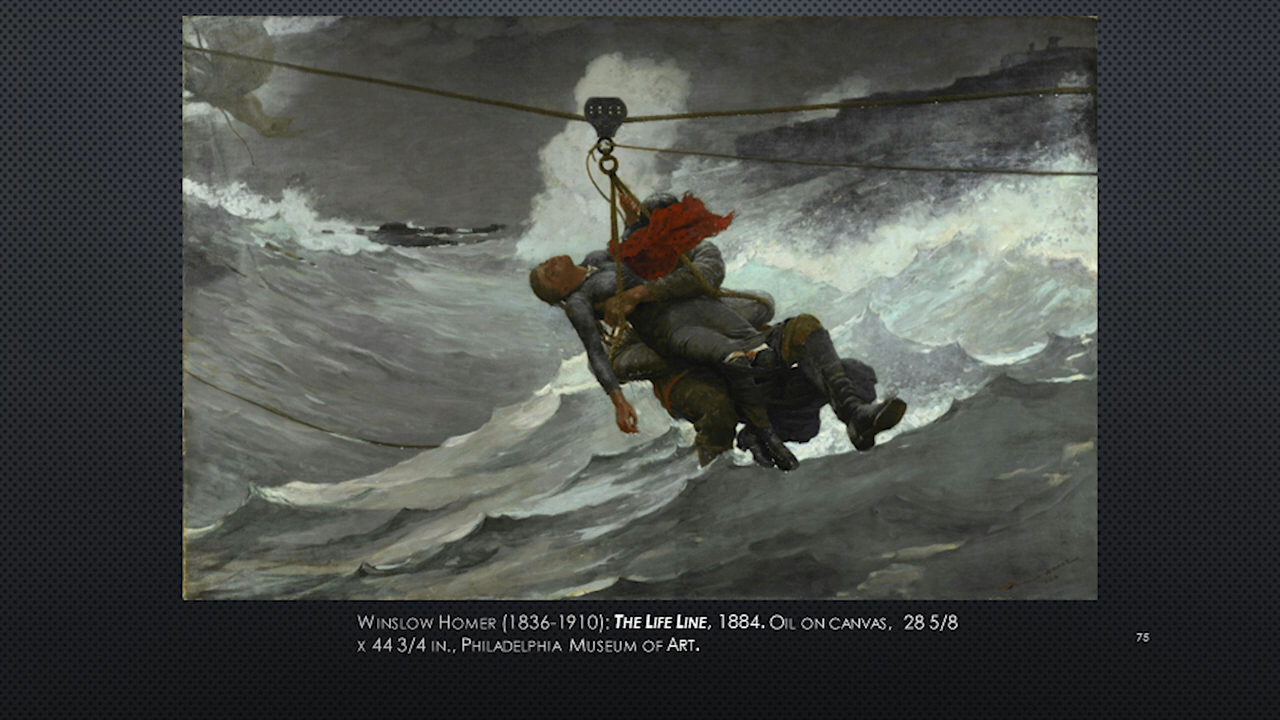 WINSLOW HOMER (1836-1910): THE LIFE LINE, 1884. OIL ON CANVAS, 28 5/8
X 44 3/4 IN., PHILADELPHIA MUSEUM OF ART.
75